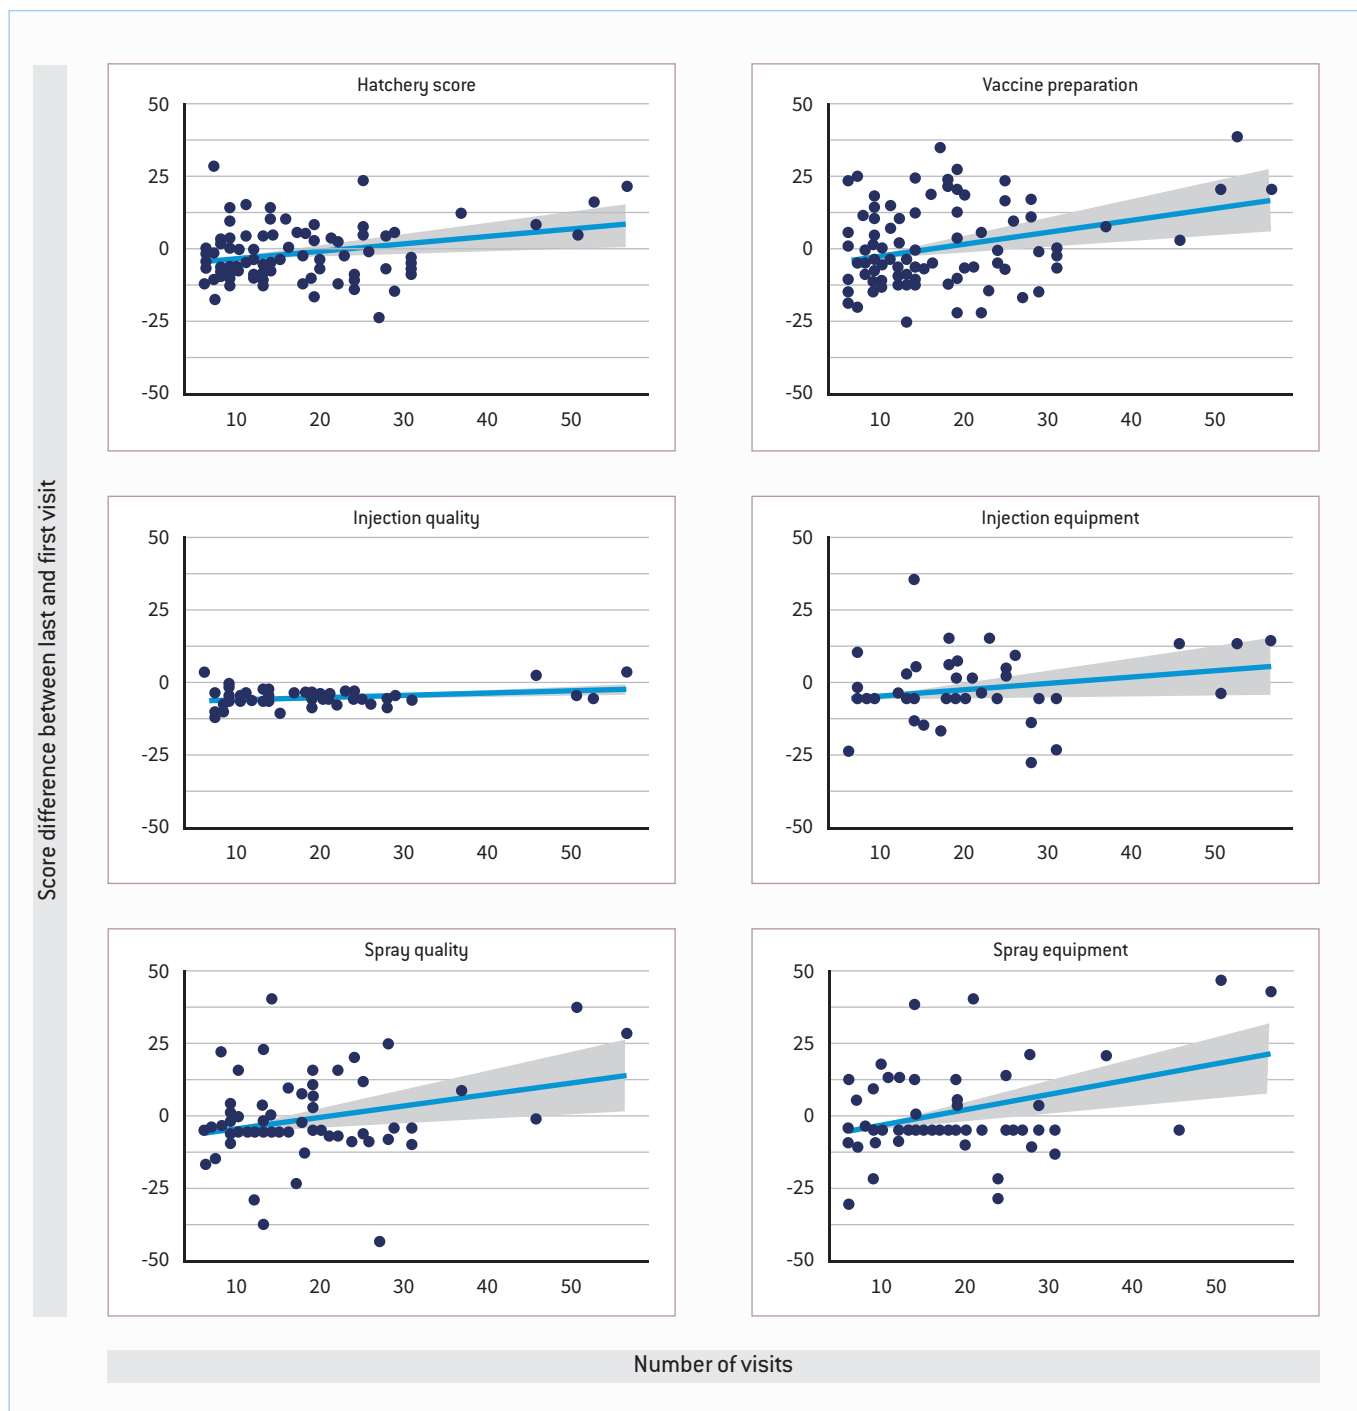 Score difference between last and first visit
Hatchery score
50
25
0
-25
-50
10 20 30 40 50
Vaccine preparation
50
25
0
-25
-50
10 20 30 40 50
Injection quality
50
25
0
-25
-50
10 20 30 40 50
Injection equipment
50
25
0
-25
-50
10 20 30 40 50
Spray quality
50
25
0
-25
-50
10 20 30 40 50
Spray equipment
50
25
0
-25
-50
10 20 30 40 50
Number of visits